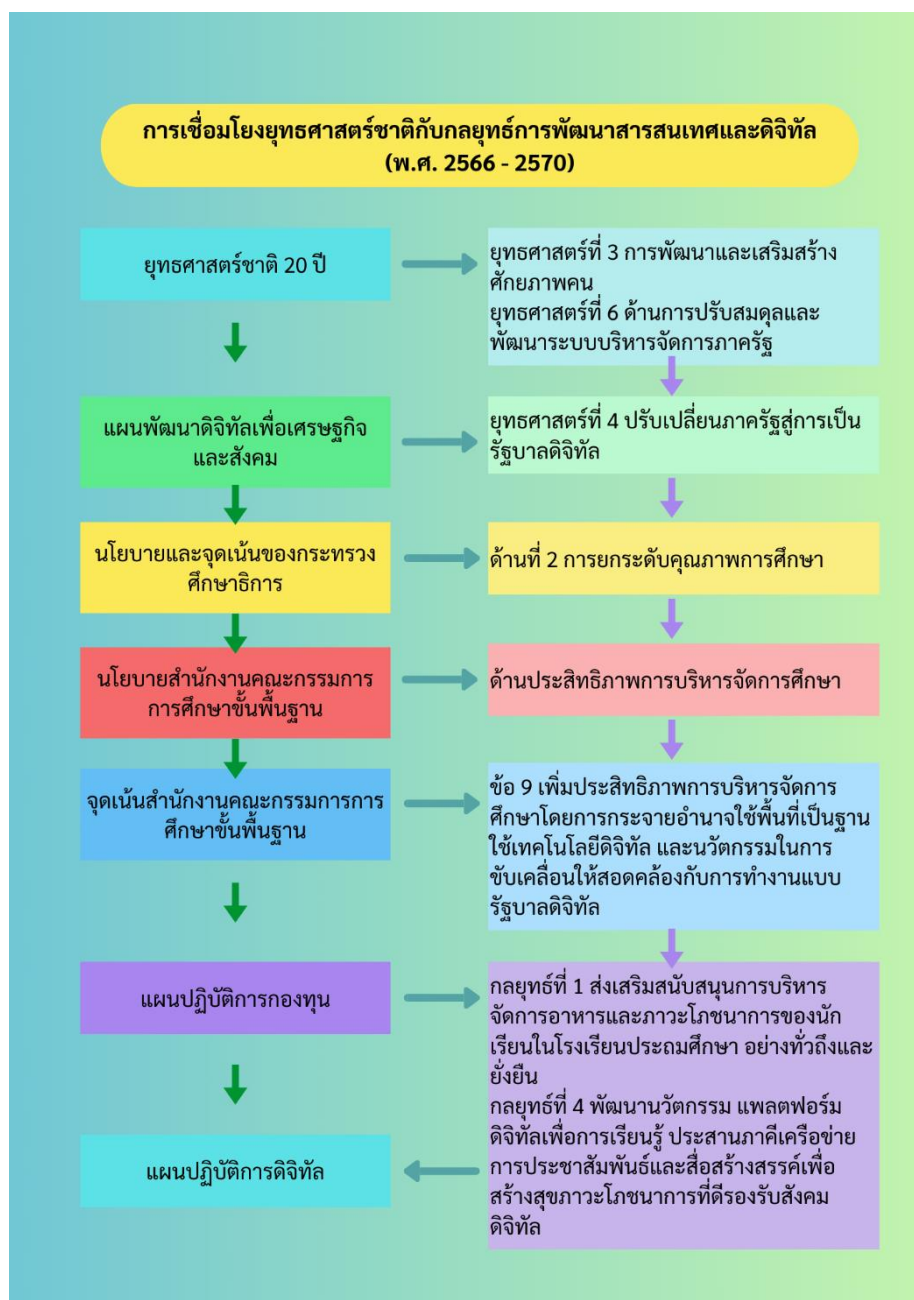 การเชื่อมโยงยุทธศาสตร์ชาติกับกลยุทธ์การพัฒนาสารสนเทศและดิจิทัล
(พ.ศ. 2566 - 2570)
ยุทธศาสตร์ชาติ 20 ปี
ยุทธศาสตร์ที่ 3 การพัฒนาและเสริมสร้าง
ศักยภาพคน
ยุทธศาสตร์ที่ 6 ด้านการปรับสมดุลและ
พัฒนาระบบบริหารจัดการภาครัฐ
แผนพัฒนาดิจิทัลเพื่อเศรษฐกิจ
และสังคม
ยุทธศาสตร์ที่ 4 ปรับเปลี่ยนภาครัฐสู่การเป็น
รัฐบาลดิจิทัล
นโยบายและจุดเน้นของกระทรวง
ศึกษาธิการ
ด้านที่ 2 การยกระดับคุณภาพการศึกษา
นโยบายสำนักงานคณะกรรมการ
การศึกษาขั้นพื้นฐาน
ด้านประสิทธิภาพการบริหารจัดการศึกษา
จุดเน้นสำนักงานคณะกรรมการการ
ศึกษาขั้นพื้นฐาน
ข้อ 9 เพิ่มประสิทธิภาพการบริหารจัดการ
ศึกษาโดยการกระจายอำนาจใช้พื้นที่เป็นฐาน
ใช้เทคโนโลยีดิจิทัล และนวัตกรรมในการ
ขับเคลื่อนให้สอดคล้องกับการทำงานแบบ
รัฐบาลดิจิทัล
แผนปฏิบัติการกองทุน
กลยุทธ์ที่ 1 ส่งเสริมสนับสนุนการบริหาร
จัดการอาหารและภาวะโภชนาการของนัก
เรียนในโรงเรียนประถมศึกษา อย่างทั่วถึงและ
ยั่งยืน
กลยุทธ์ที่ 4 พัฒนานวัตกรรม แพลตฟอร์ม
ดิจิทัลเพื่อการเรียนรู้ ประสานภาคีเครือข่าย
การประชาสัมพันธ์และสื่อสร้างสรรค์เพื่อ
สร้างสุขภาวะโภชนาการที่ดีรองรับสังคม
ดิจิทัล
แผนปฏิบัติการดิจิทัล